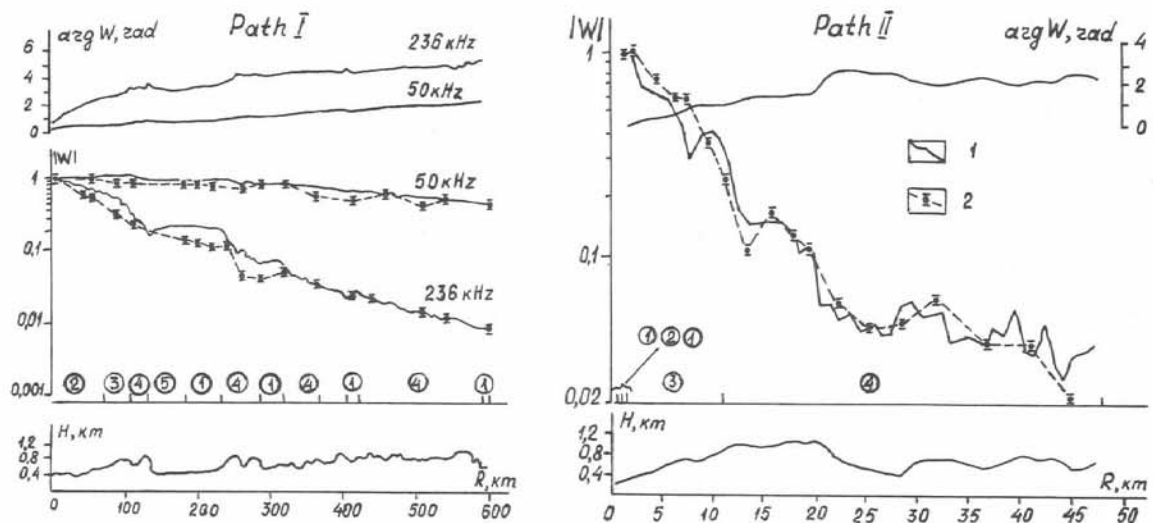 arg W, rad
Path I
6
4
2
0
236 кHz
50кHz
|W|
1
0,1
0,01
0,001
50кHz
236 кHz
② ③ ④ ⑤ ① ④ ① ④ ① ④ ①
H, км
1,2
0,8
0,4
R, км
0 100 200 300 400 500 600
|W|
Path II
arg W, rad
4
2
0
1
0,1
0,02
1
2
① ② ①
③ ④
H, км
1,2
0,8
0,4
R, км
0 5 10 15 20 25 30 35 40 45 50